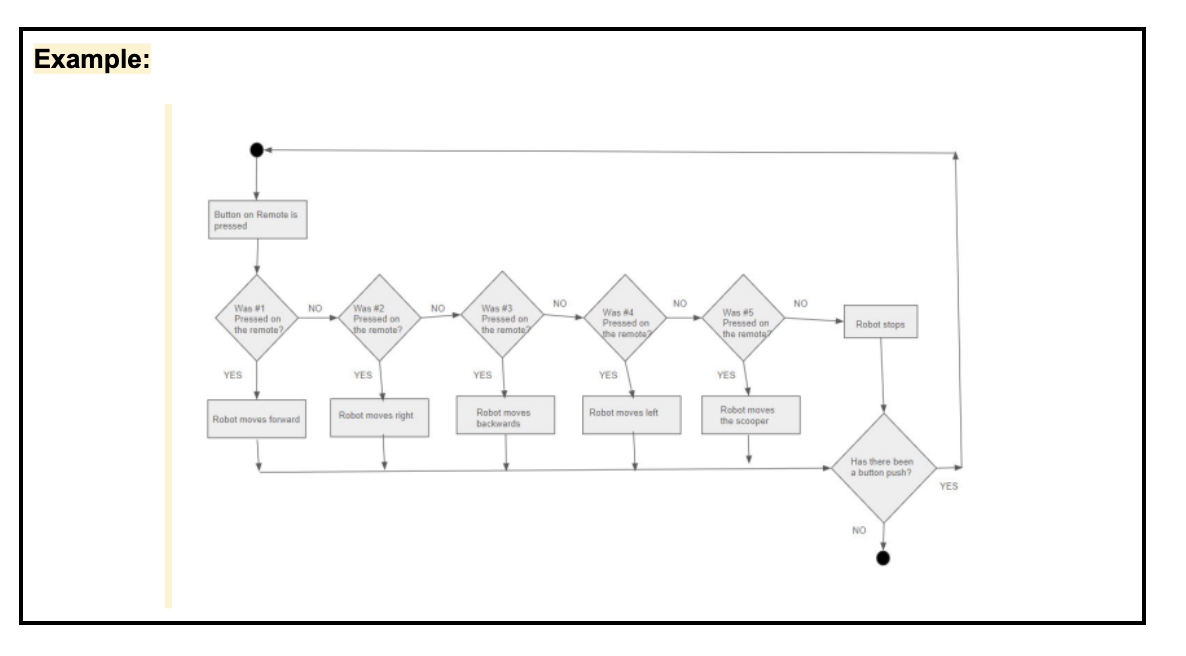 Example:
Button on Remote is
pressed
Was #1
Pressed on
the remote?
NO
Was #2
Pressed on
the remote?
NO
Was #3
Pressed on
the remote?
NO
Was #4
Pressed on
the remote?
NO
Was #5
Pressed on
the remote?
NO
Robot stops
YES
YES
YES
YES
YES
Robot moves forward
Robot moves right
Robot moves
backwards
Robot moves left
Robot moves
the scooper
Has there been
a button push?
YES
NO